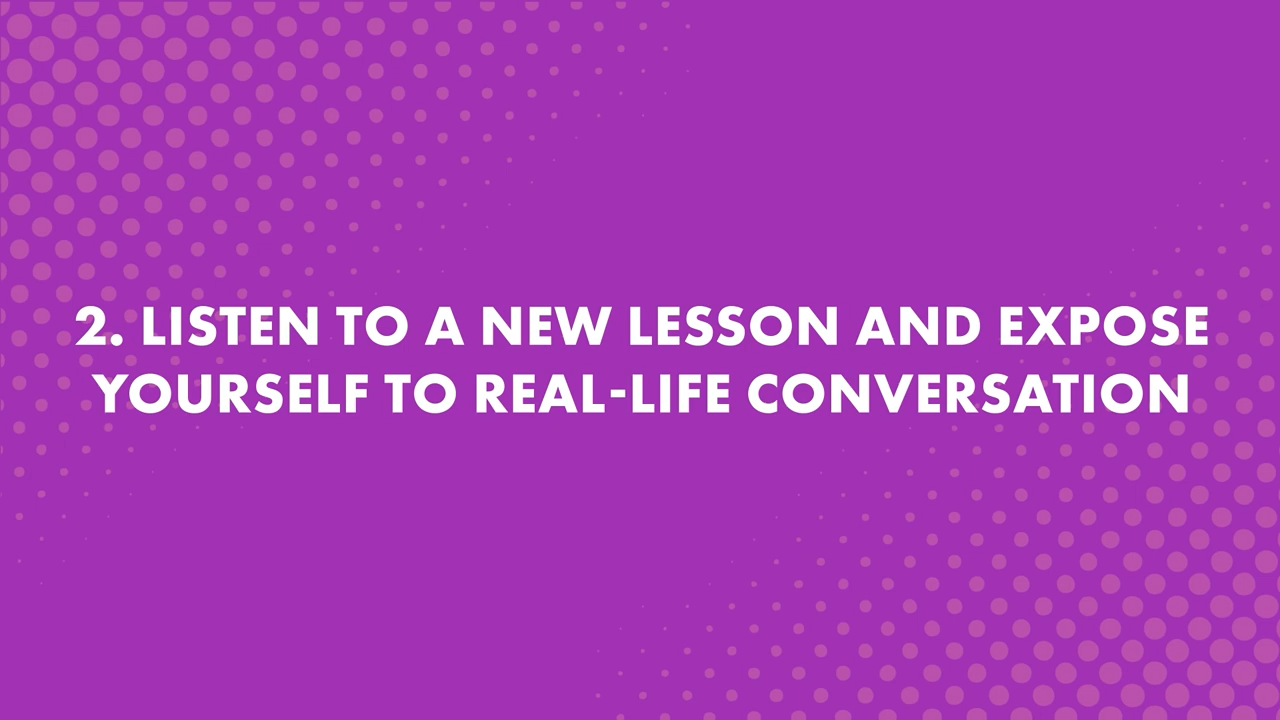 2. LISTEN TO A NEW LESSON AND EXPOSE
YOURSELF TO REAL-LIFE CONVERSATION